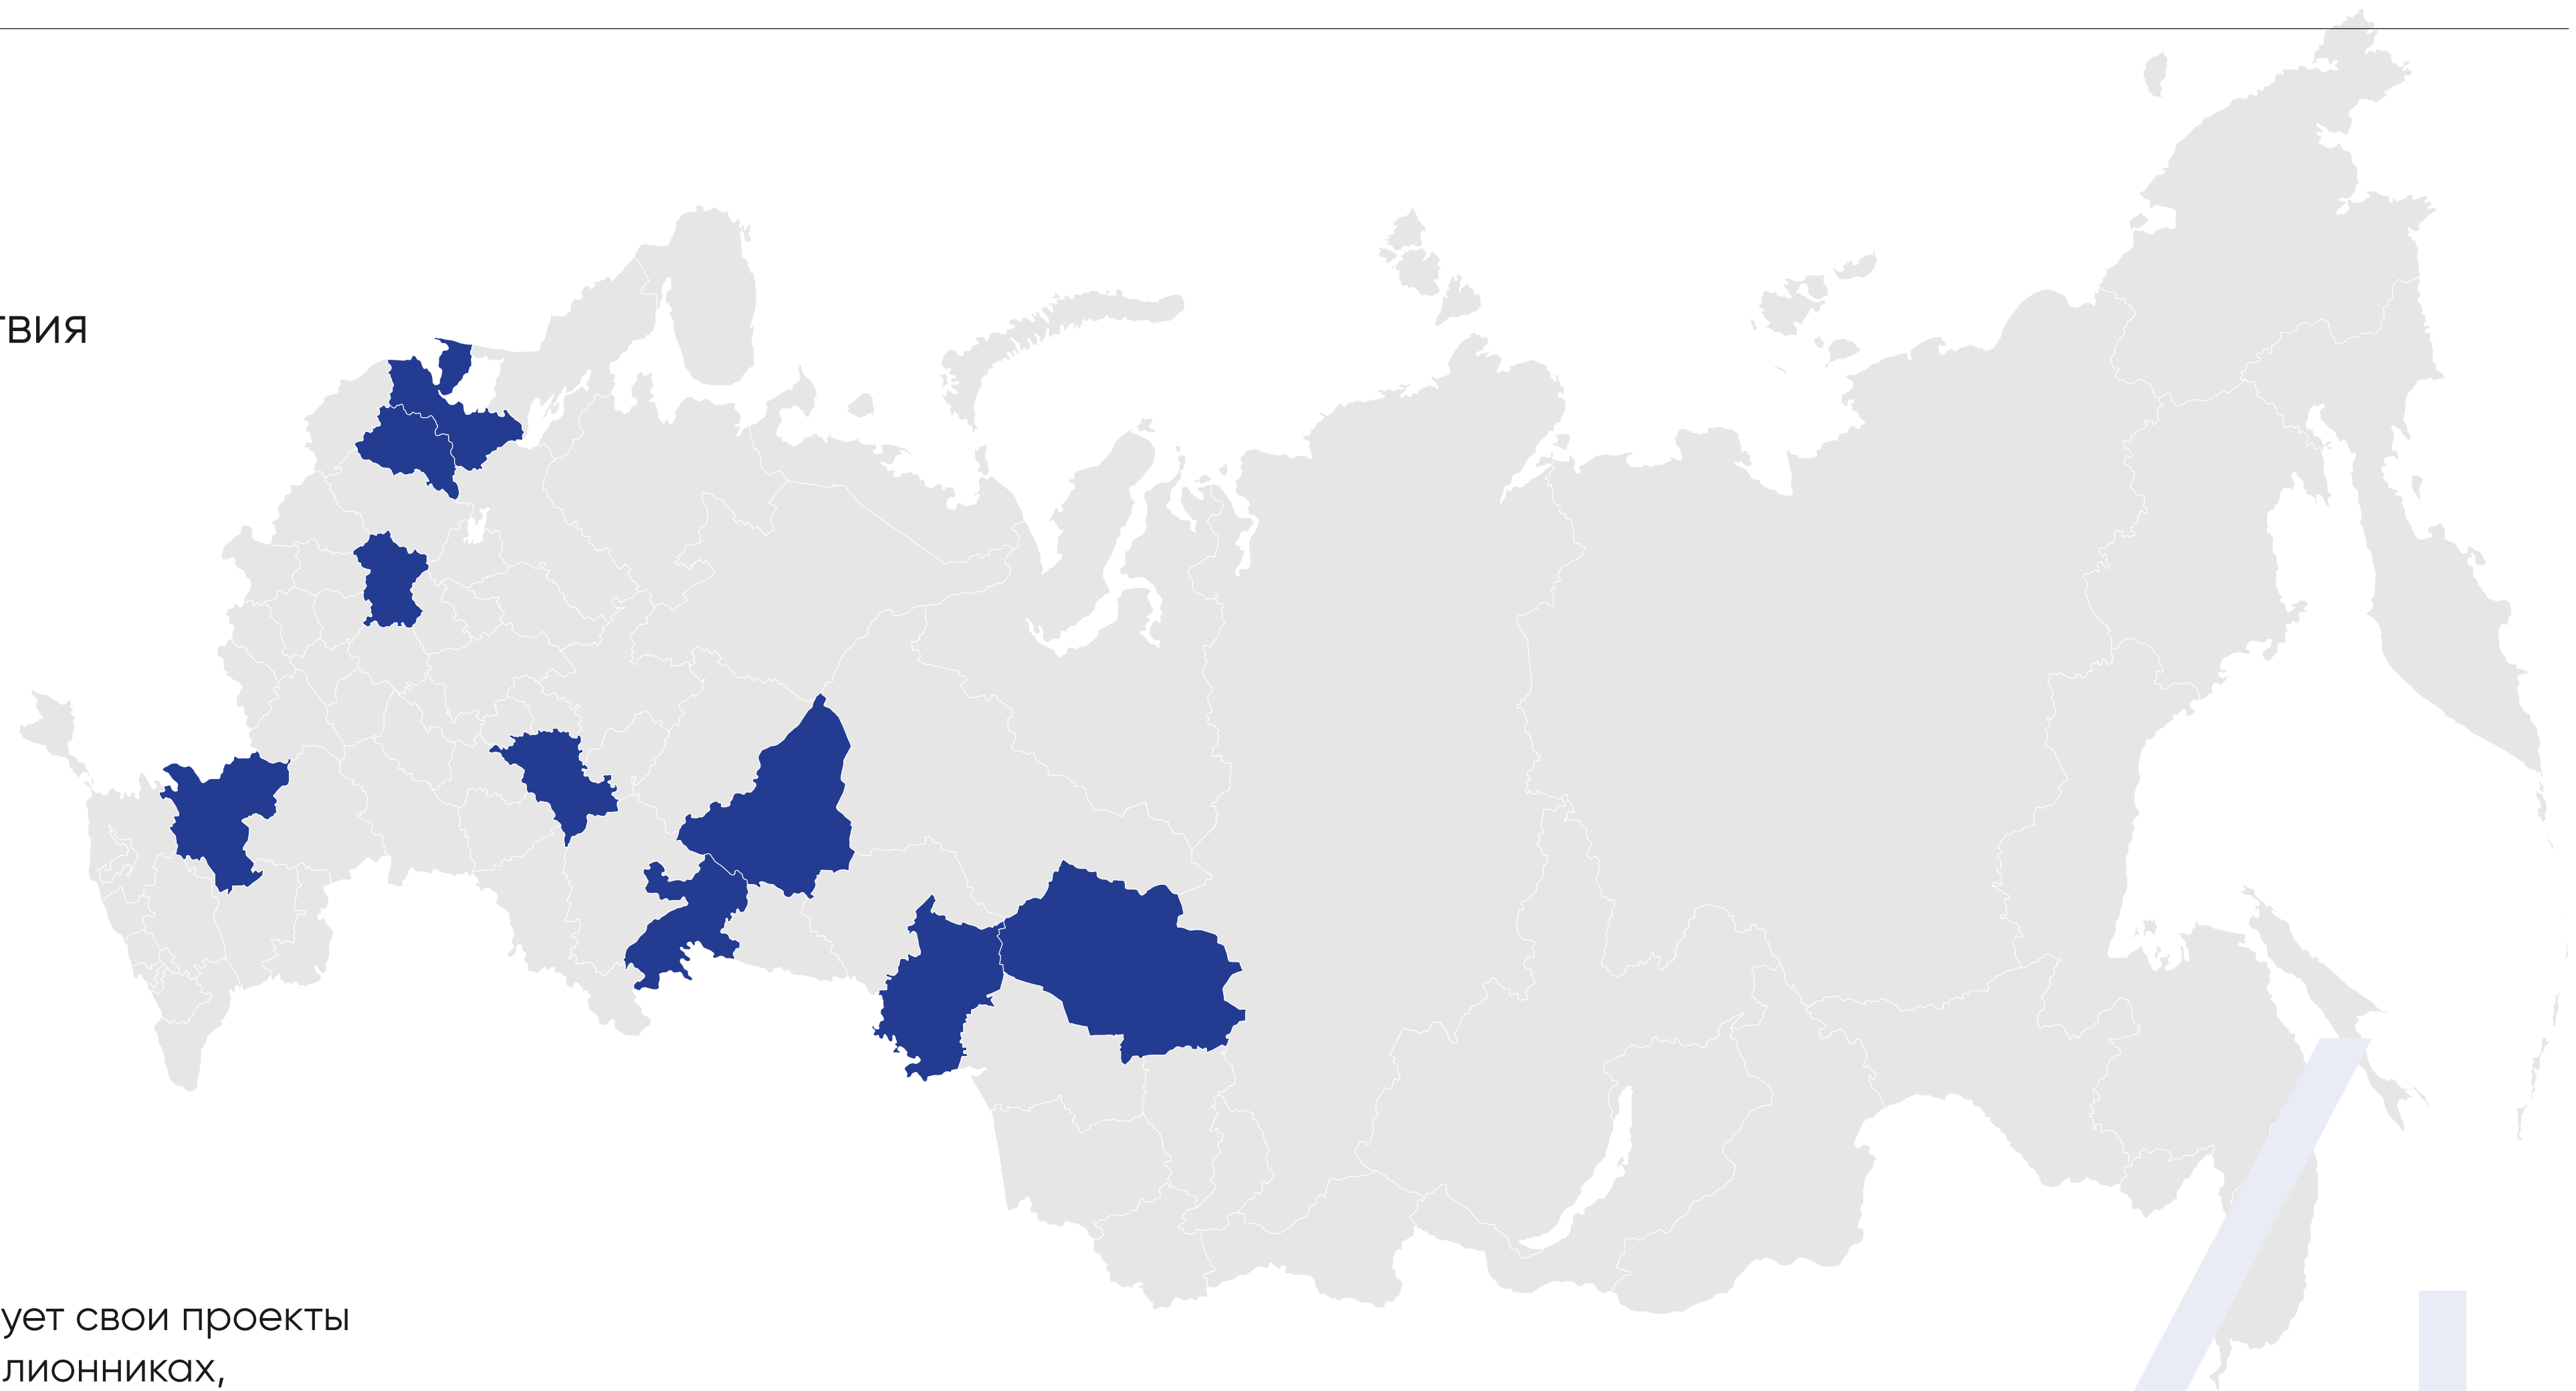 твия
ует свои проекты
лионниках,